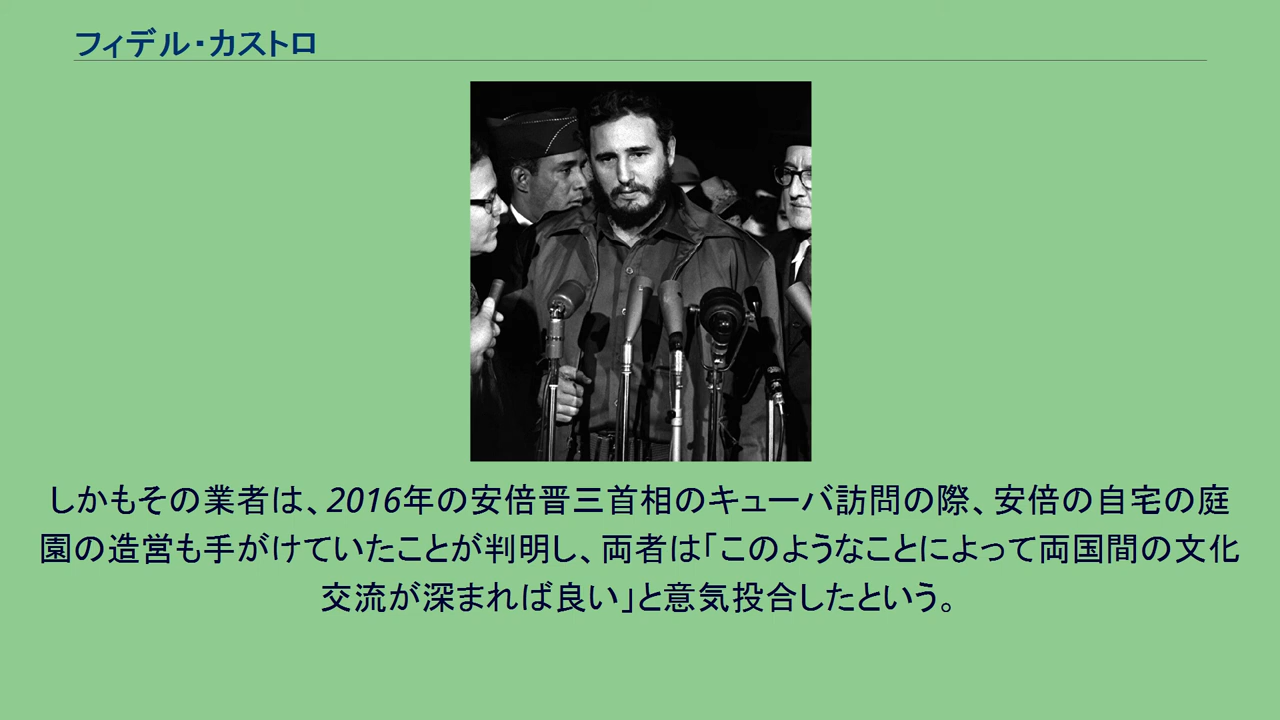 フィデル・カストロ
しかもその業者は、2016年の安倍晋三首相のキューバ訪問の際、安倍の自宅の庭
園の造営も手がけていたことが判明し、両者は「このようなことによって両国間の文化
交流が深まれば良い」と意気投合したという。